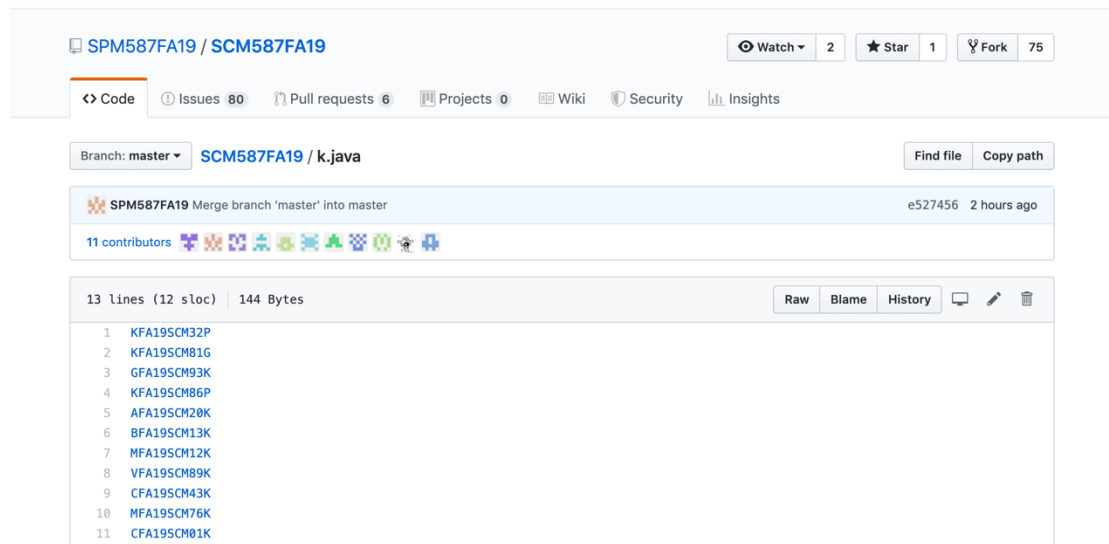 SPM587FA19 / SCM587FA19
Watch 2 Star 1 Fork 75
Code Issues 80 Pull requests 6 Projects 0 Wiki Security Insights
Branch: master SCM587FA19 / k.java Find file Copy path
SPM587FA19 Merge branch 'master' into master e527456 2 hours ago
11 contributors
13 lines (12 sloc) 144 Bytes Raw Blame History
1 KFA19SCM32P
2 KFA19SCM81G
3 GFA19SCM93K
4 KFA19SCM86P
5 AFA19SCM20K
6 BFA19SCM13K
7 MFA19SCM12K
8 VFA19SCM89K
9 CFA19SCM43K
10 MFA19SCM76K
11 CFA19SCM01K